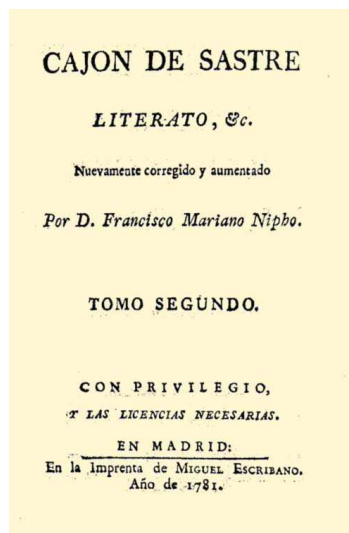 CAJON DE SASTRE
LITERATO, &c.
Nuevamente corregido y aumentado
Por D. Francisco Mariano Nipho.
TOMO SEGUNDO.
CON PRIVILEGIO,
Y LAS LICENCIAS NECESARIAS.
EN MADRID:
En la Imprenta de MIGUEL ESCRIBANO.
Año de 1781.